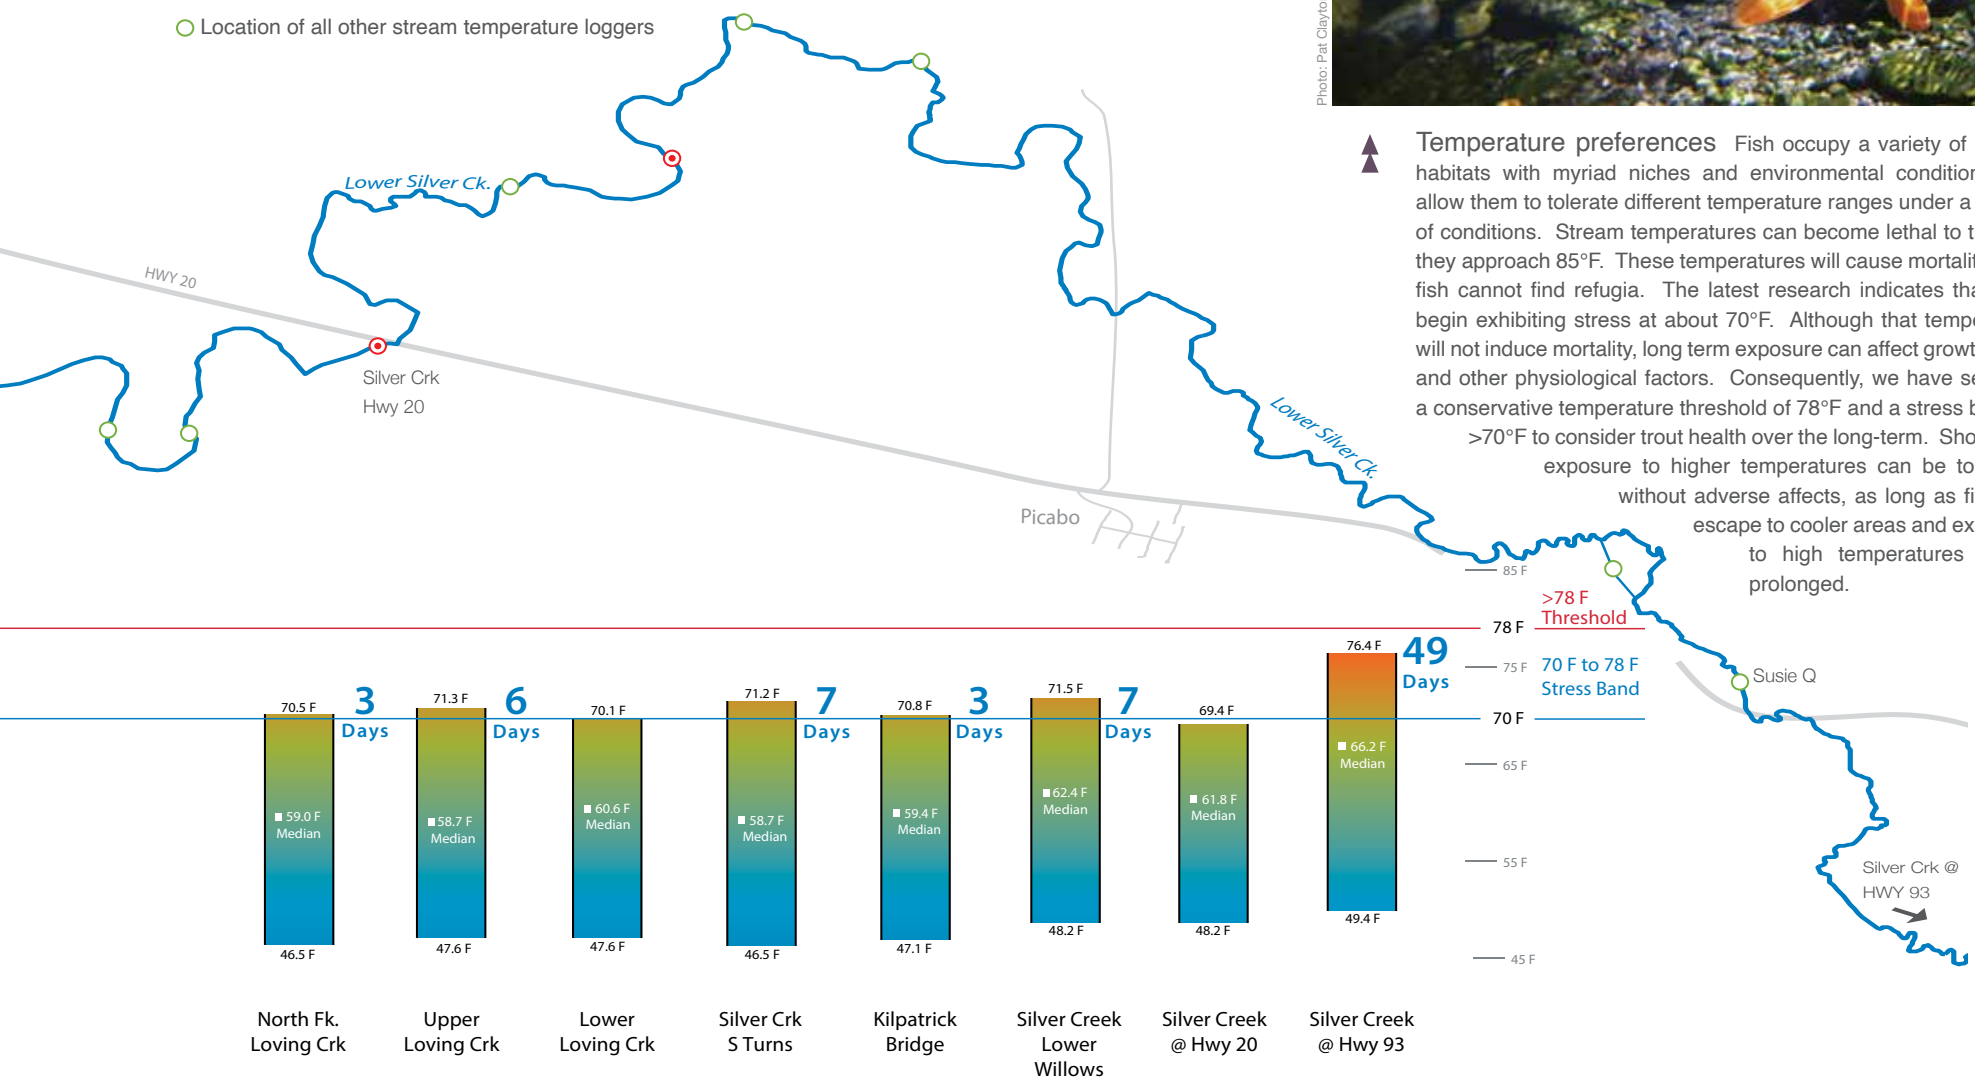 Location of all other stream temperature loggers
Photo: Pat Clayto
Lower Silver Ck.
HWY 20
Silver Crk
Hwy 20
Picabo
Lower Silver Ck.
Temperature preferences Fish occupy a variety of
habitats with myriad niches and environmental condition
allow them to tolerate different temperature ranges under a
of conditions. Stream temperatures can become lethal to t
they approach 85°F. These temperatures will cause mortalit
fish cannot find refugia. The latest research indicates tha
begin exhibiting stress at about 70°F. Although that tempe
will not induce mortality, long term exposure can affect growt
and other physiological factors. Consequently, we have se
a conservative temperature threshold of 78°F and a stress b
>70°F to consider trout health over the long-term. Sho
exposure to higher temperatures can be to
without adverse affects, as long as fi
escape to cooler areas and ex
to high temperatures
prolonged.
85 F
>78 F
Threshold
78 F
75 F
70 F to 78 F
Stress Band
70 F
65 F
55 F
45 F
Susie Q
Silver Crk @
HWY 93
70.5 F
3
Days
59.0 F
Median
46.5 F
North Fk.
Loving Crk
71.3 F
6
Days
58.7 F
Median
47.6 F
Upper
Loving Crk
70.1 F
60.6 F
Median
47.6 F
Lower
Loving Crk
71.2 F
7
Days
58.7 F
Median
46.5 F
Silver Crk
S Turns
70.8 F
3
Days
59.4 F
Median
47.1 F
Kilpatrick
Bridge
71.5 F
7
Days
62.4 F
Median
48.2 F
Silver Creek
Lower
Willows
69.4 F
61.8 F
Median
48.2 F
Silver Creek
@ Hwy 20
76.4 F
49
Days
66.2 F
Median
49.4 F
Silver Creek
@ Hwy 93